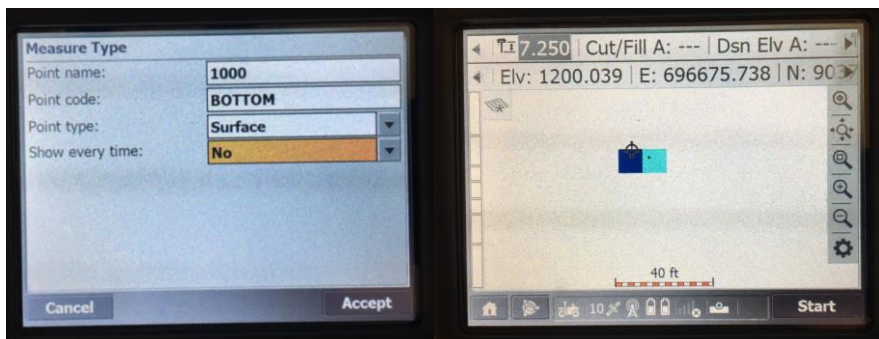 Measure Type
Point name: 1000
Point code: BOTTOM
Point type: Surface
Show every time: No
Cancel Accept
7.250 Cut/Fill A: --- Dsn Elv A: ---
Elv: 1200.039 E: 696675.738 N: 9037
40 ft
10
Start